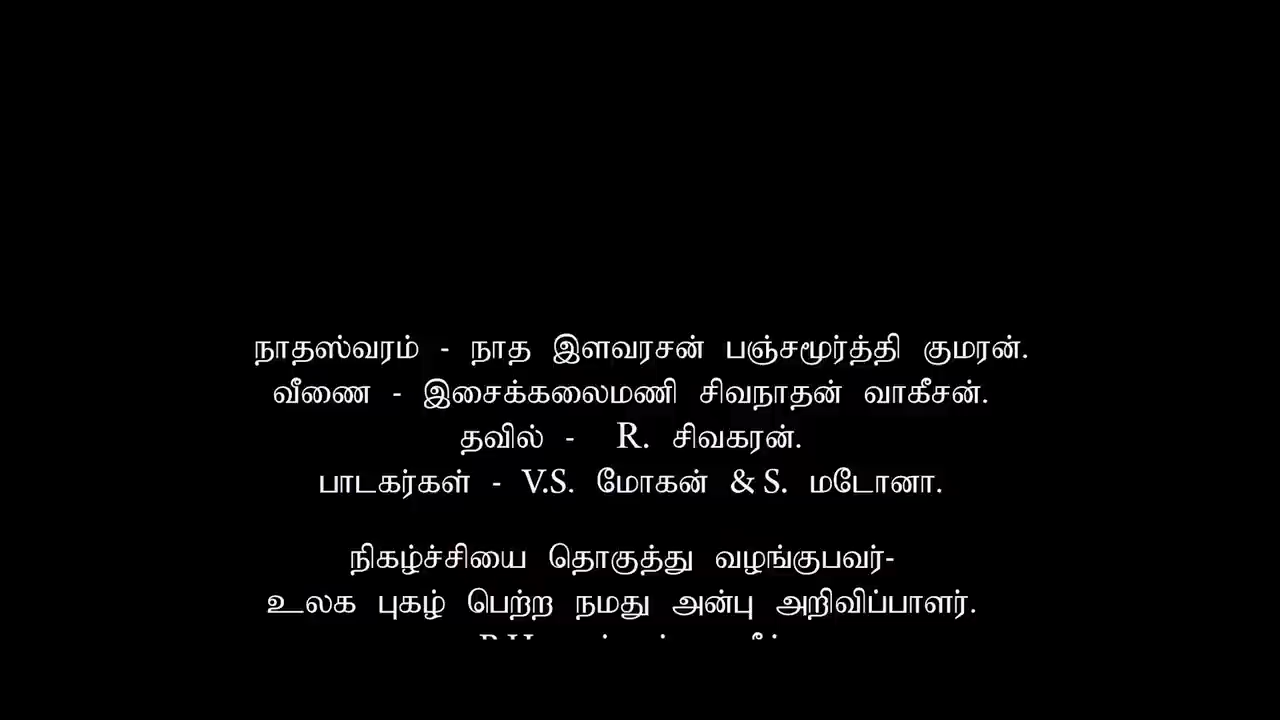 நாதஸ்வரம் - நாத இளவரசன் பஞ்சமூர்த்தி குமரன்.
வீணை - இசைக்கலைமணி சிவநாதன் வாகீசன்.
தவில் - R. சிவகரன்.
பாடகர்கள் - V.S. மோகன் & S. மடோனா.
நிகழ்ச்சியை தொகுத்து வழங்குபவர்-
உலக புகழ் பெற்ற நமது அன்பு அறிவிப்பாளர்.